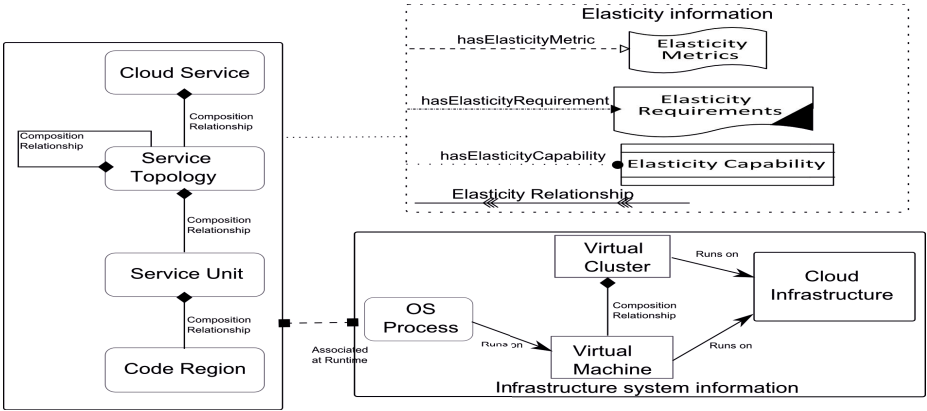 Elasticity information
hasElasticityMetric
Elasticity
Metrics
hasElasticityRequirement
Elasticity
Requirements
hasElasticityCapability
Elasticity Capability
Elasticity Relationship
Cloud Service
Composition
Relationship
Composition
Relationship
Service
Topology
Composition
Relationship
Service Unit
Composition
Relationship
Code Region
Associated
at Runtime
OS
Process
Runs on
Virtual
Cluster
Composition
Relationship
Virtual
Machine
Runs on
Runs on
Cloud
Infrastructure
Infrastructure system information